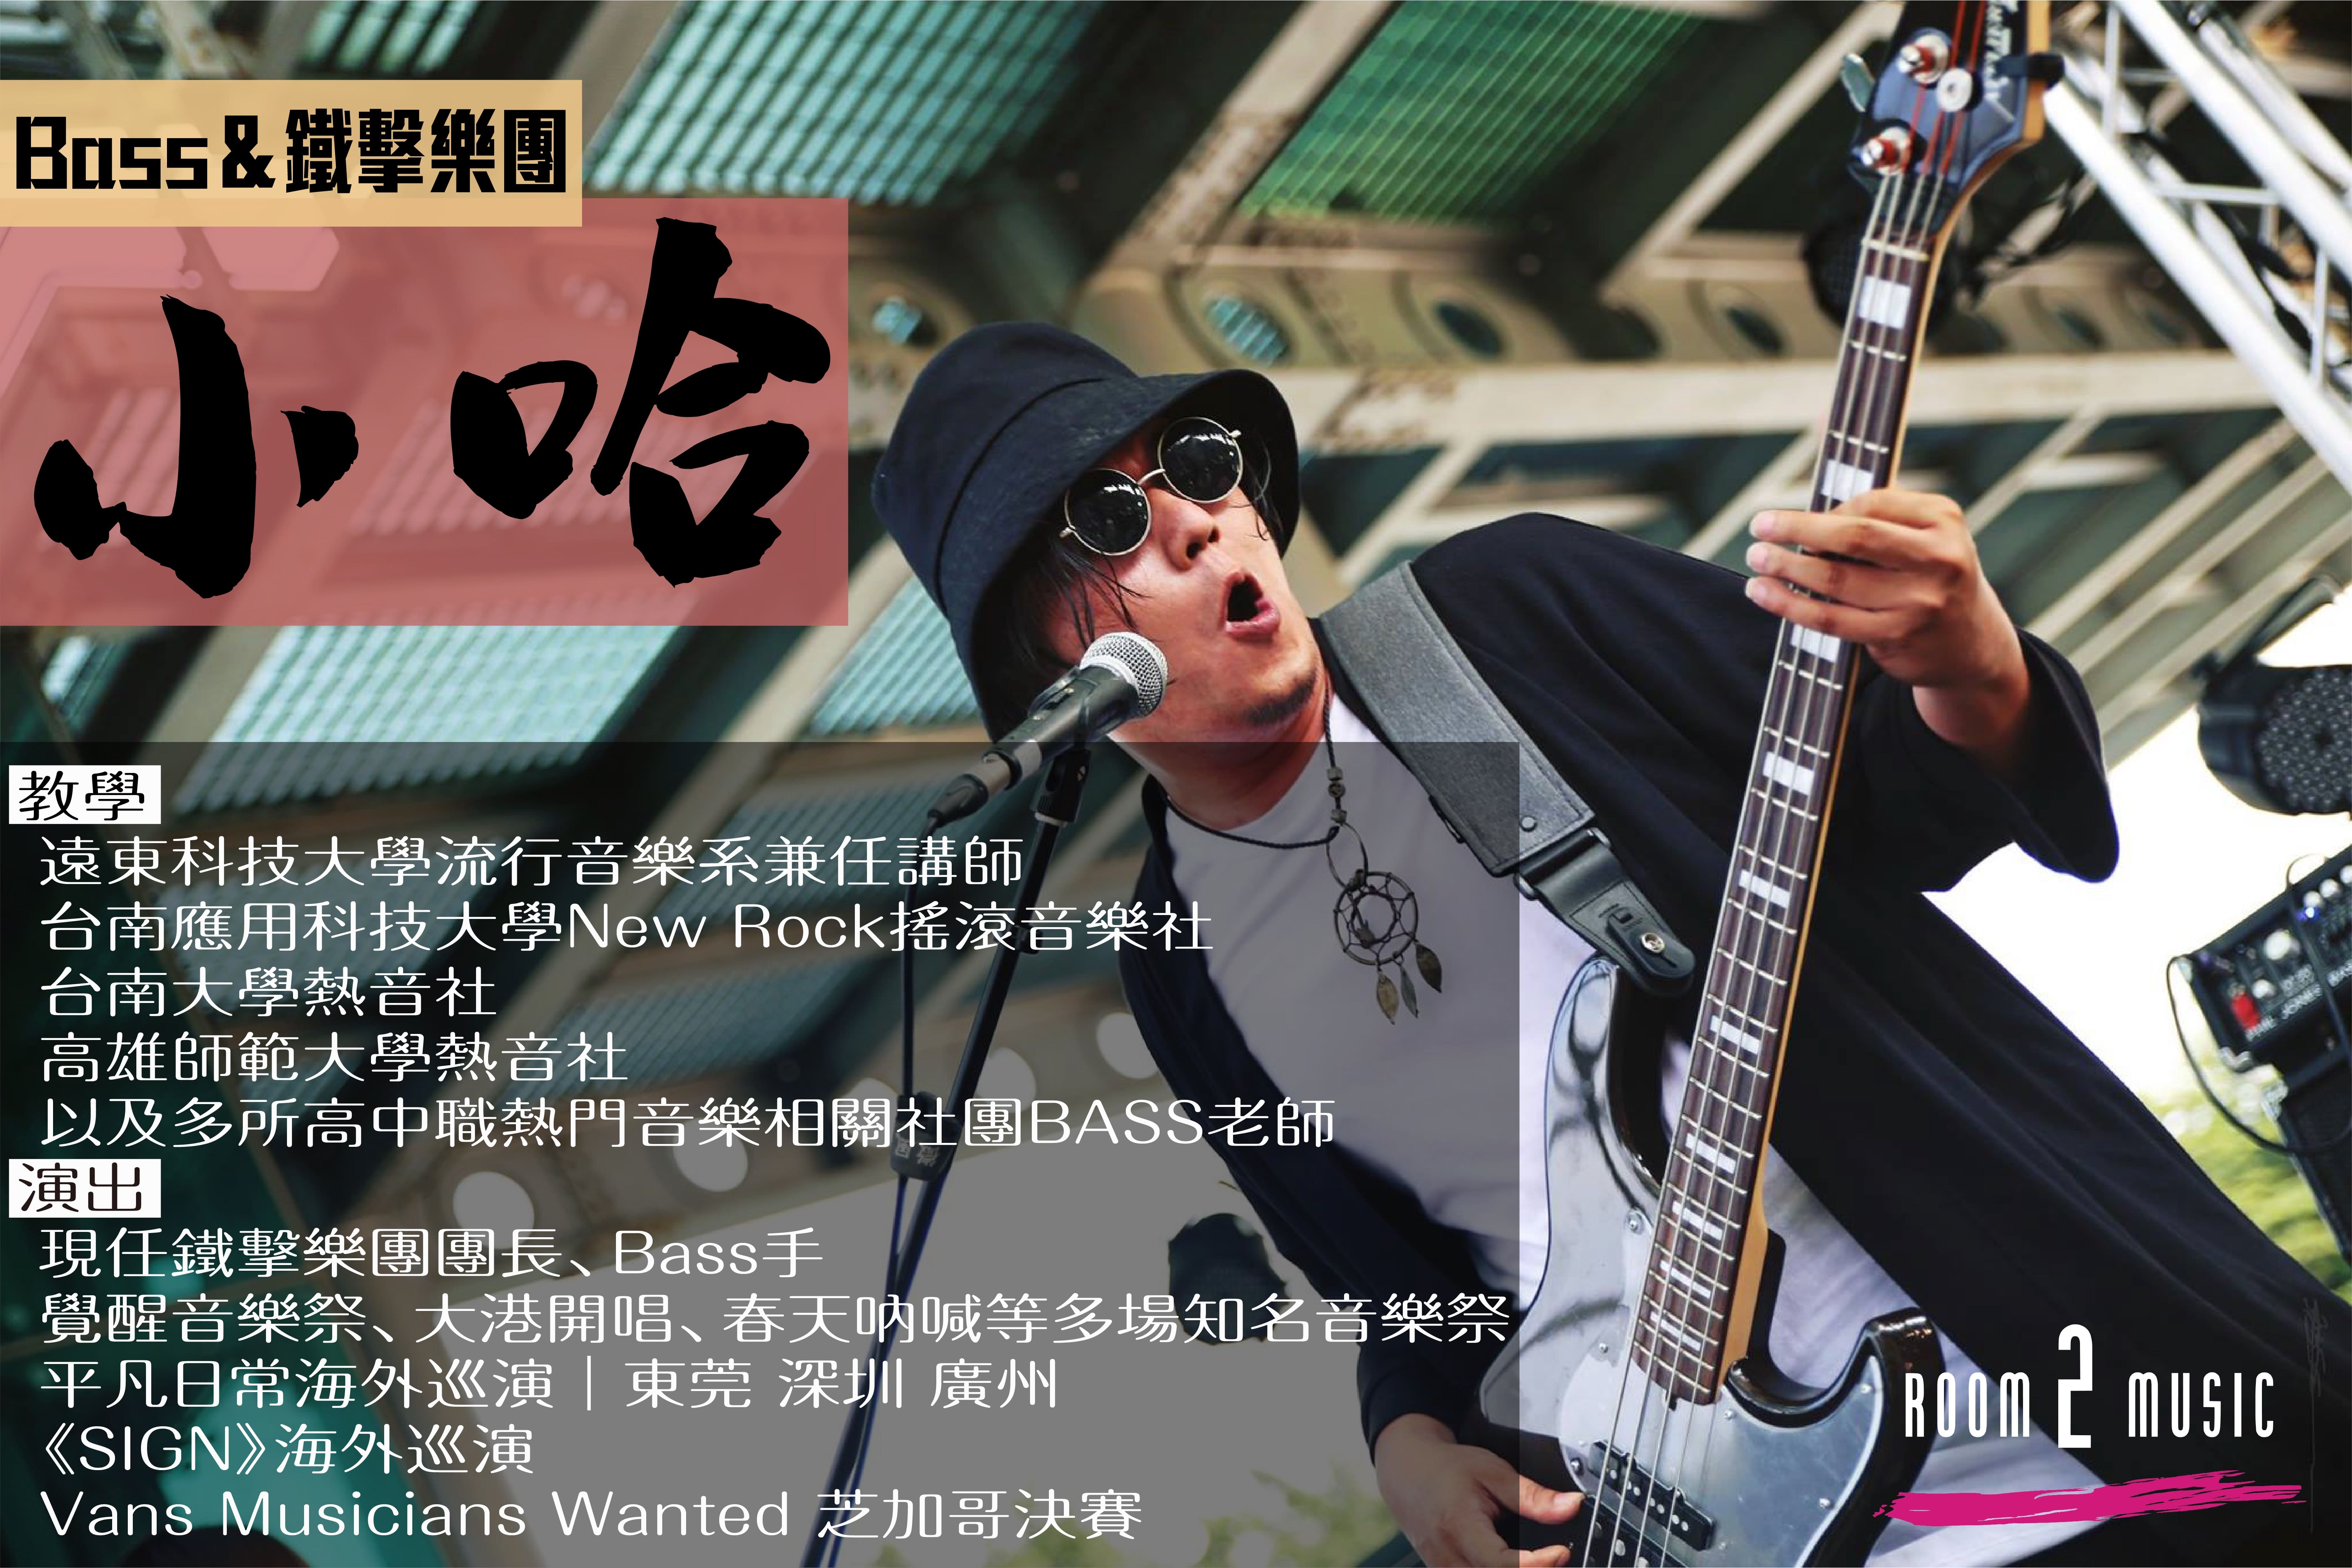 Bass&鐵擊樂團
小哈
教學
遠東科技大學流行音樂系兼任講師
台南應用科技大學New Rock搖滾音樂社
台南大學熱音社
高雄師範大學熱音社
以及多所高中職熱門音樂相關社團BASS老師
演出
現任鐵擊樂團團長、Bass手
覺醒音樂祭、大港開唱、春天吶喊等多場知名音樂祭
平凡日常海外巡演｜東莞 深圳 廣州
《SIGN》海外巡演
Vans Musicians Wanted 芝加哥決賽
ROOM 2 MUSIC